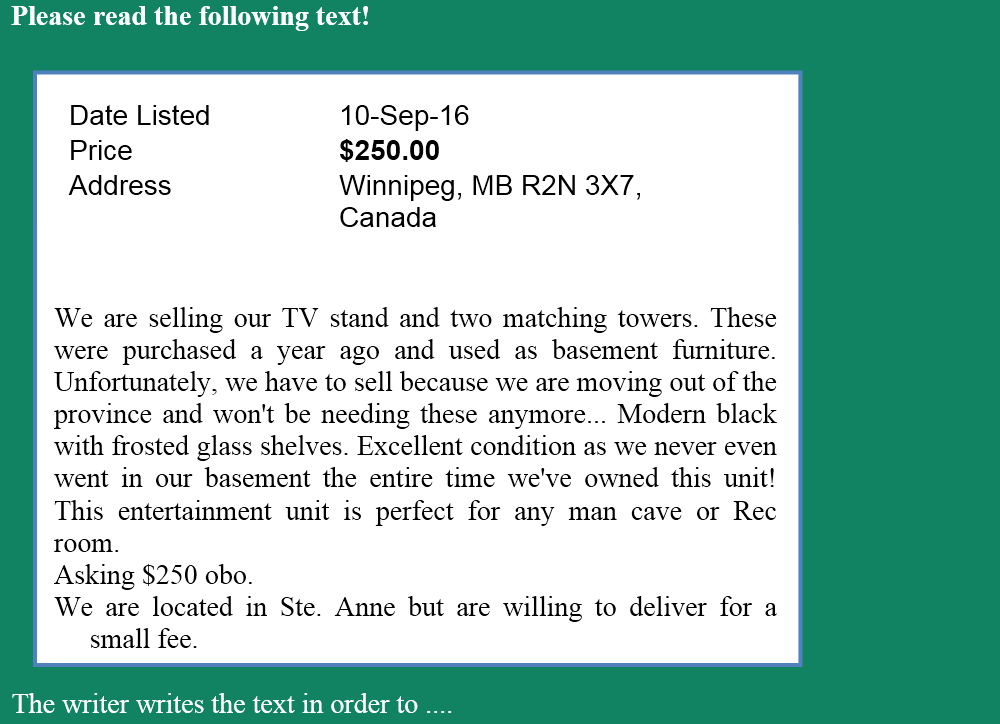 Please read the following text!
Date Listed 10-Sep-16
Price $250.00
Address Winnipeg, MB R2N 3X7,
Canada
We are selling our TV stand and two matching towers. These
were purchased a year ago and used as basement furniture.
Unfortunately, we have to sell because we are moving out of the
province and won't be needing these anymore... Modern black
with frosted glass shelves. Excellent condition as we never even
went in our basement the entire time we've owned this unit!
This entertainment unit is perfect for any man cave or Rec
room.
Asking $250 obo.
We are located in Ste. Anne but are willing to deliver for a
small fee.
The writer writes the text in order to ....